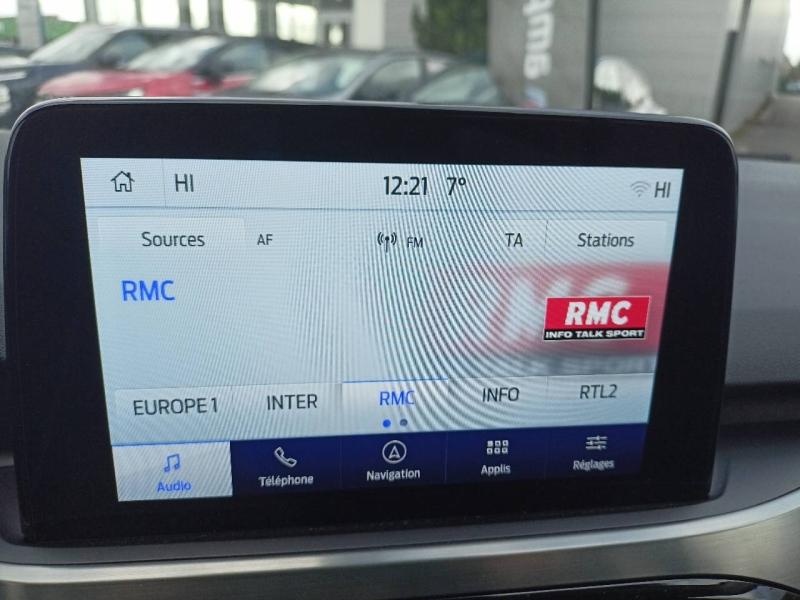 HI 12:21 7° HI
Sources AF FM TA Stations
RMC
RMC
INFO TALK SPORT
EUROPE 1 INTER RMC INFO RTL2
Audio Téléphone Navigation Applis Réglages